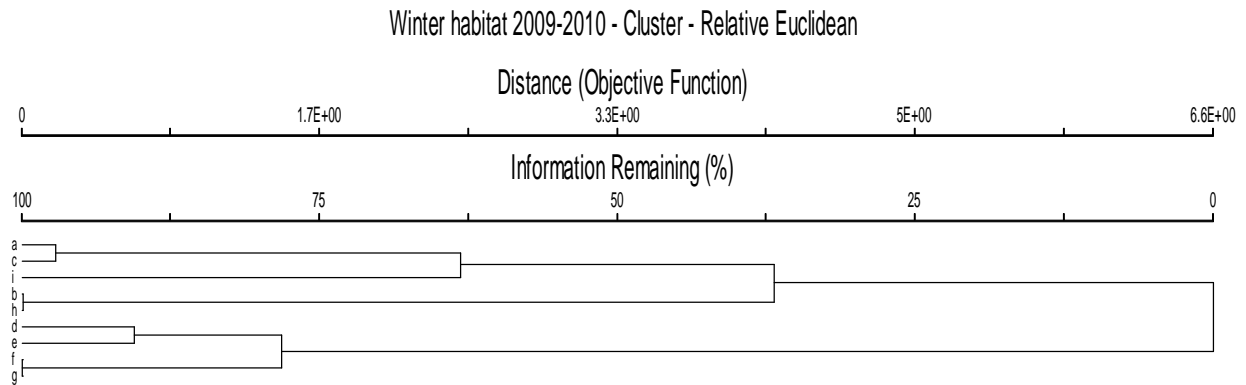 Winter habitat 2009-2010 - Cluster - Relative Euclidean
Distance (Objective Function)
0 1.7E+00 3.3E+00 5E+00 6.6E+00
Information Remaining (%)
100 75 50 25 0
a
c
i
b
h
d
e
f
g